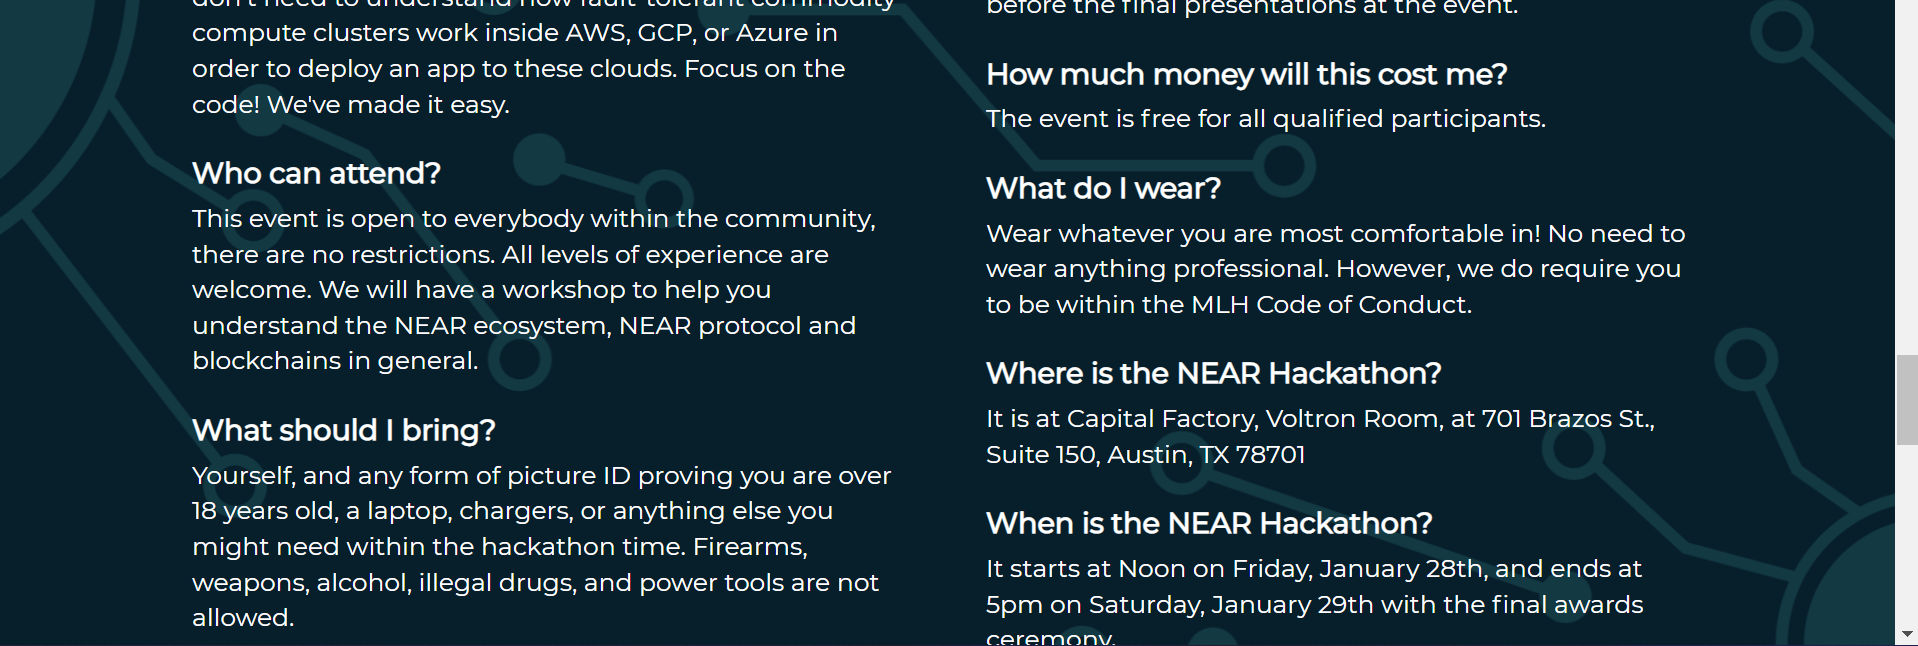 don't need to understand how fault-tolerant commodity
compute clusters work inside AWS, GCP, or Azure in
order to deploy an app to these clouds. Focus on the
code! We've made it easy.
Who can attend?
This event is open to everybody within the community,
there are no restrictions. All levels of experience are
welcome. We will have a workshop to help you
understand the NEAR ecosystem, NEAR protocol and
blockchains in general.
What should I bring?
Yourself, and any form of picture ID proving you are over
18 years old, a laptop, chargers, or anything else you
might need within the hackathon time. Firearms,
weapons, alcohol, illegal drugs, and power tools are not
allowed.
before the final presentations at the event.
How much money will this cost me?
The event is free for all qualified participants.
What do I wear?
Wear whatever you are most comfortable in! No need to
wear anything professional. However, we do require you
to be within the MLH Code of Conduct.
Where is the NEAR Hackathon?
It is at Capital Factory, Voltron Room, at 701 Brazos St.,
Suite 150, Austin, TX 78701
When is the NEAR Hackathon?
It starts at Noon on Friday, January 28th, and ends at
5pm on Saturday, January 29th with the final awards
ceremony.